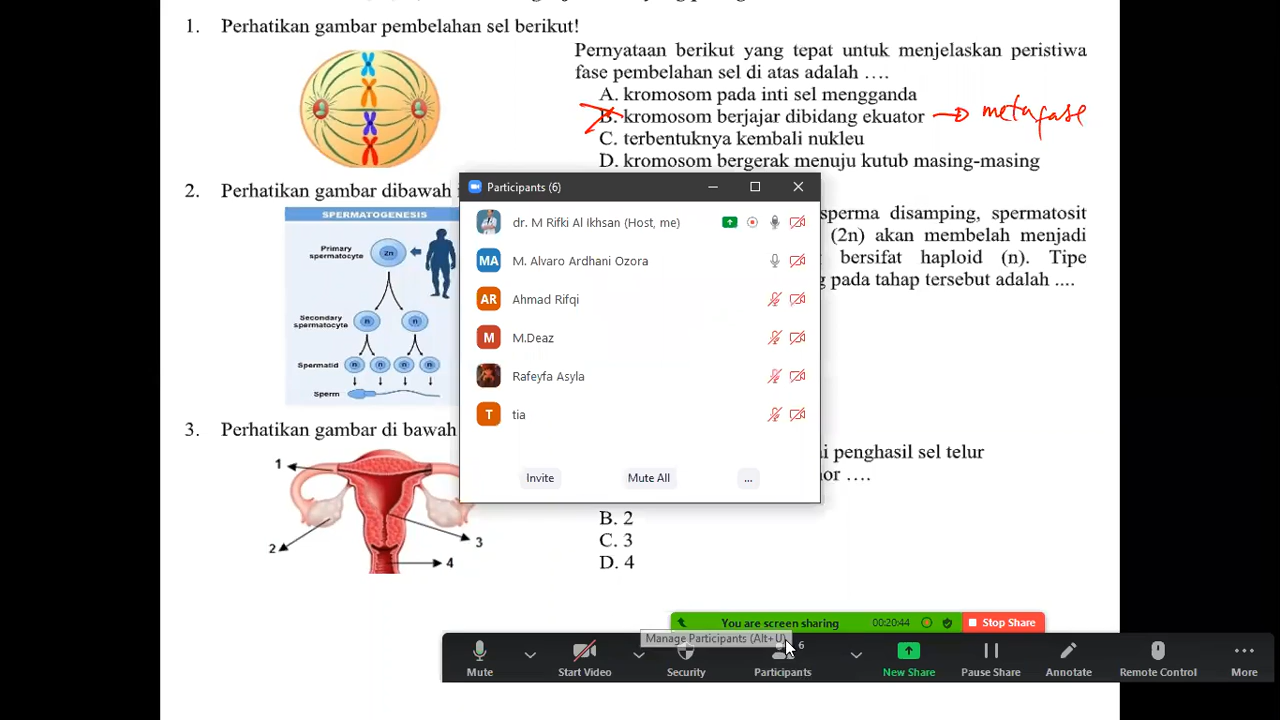 1. Perhatikan gambar pembelahan sel berikut!
Pernyataan berikut yang tepat untuk menjelaskan peristiwa
fase pembelahan sel di atas adalah ….
A. kromosom pada inti sel mengganda
B. kromosom berjajar dibidang ekuator → metafase
C. terbentuknya kembali nukleu
D. kromosom bergerak menuju kutub masing-masing
2. Perhatikan gambar dibawah
sperma disamping, spermatosit
(2n) akan membelah menjadi
bersifat haploid (n). Tipe
pada tahap tersebut adalah ....
SPERMATOGENESIS
Primary
spermatocyte
2n
Secondary
spermatocyte
n n
Spermatid
n n n n
Sperm
Participants (6)
dr. M Rifki Al Ikhsan (Host, me)
MA M. Alvaro Ardhani Ozora
AR Ahmad Rifqi
M M.Deaz
Rafeyfa Asyla
T tia
Invite Mute All ...
3. Perhatikan gambar di bawah
penghasil sel telur
….
1
2
3
4
B. 2
C. 3
D. 4
You are screen sharing 00:20:44 Stop Share
Manage Participants (Alt+U)
6
Mute Start Video Security Participants New Share Pause Share Annotate Remote Control More